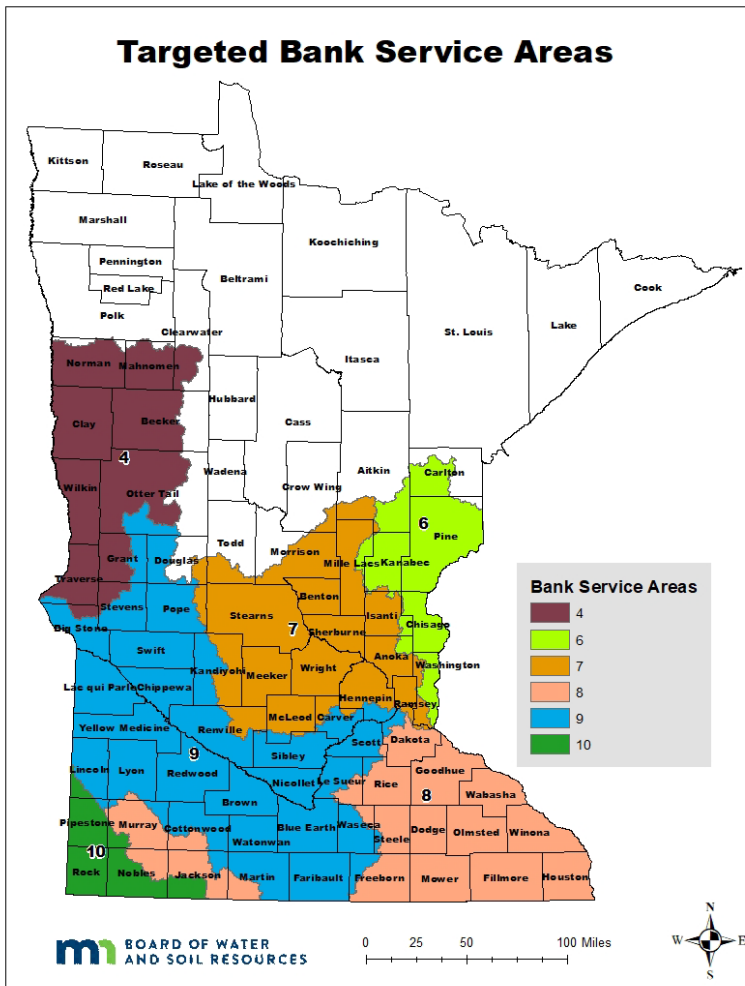 Targeted Bank Service Areas
Kittson
Roseau
Lake of the Woods
Marshall
Koochiching
Pennington
Beltrami
Red Lake
Cook
Polk
Clearwater
St. Louis
Lake
Itasca
Norman
Mahnomen
Hubbard
Clay
Becker
Cass
4
Wadena
Aitkin
Carlton
Wilkin
Otter Tail
Crow Wing
6
Pine
Todd
Morrison
Grant
Douglas
Mille Lacs
Kanabec
Traverse
Stevens
Pope
Benton
Stearns
Isanti
Chisago
Big Stone
7
Sherburne
Swift
Anoka
Washington
Kandiyohi
Meeker
Wright
Lac qui Parle
Chippewa
Hennepin
Ramsey
McLeod
Carver
Yellow Medicine
Renville
Scott
Dakota
9
Sibley
Lincoln
Lyon
Redwood
Nicollet
Le Sueur
Rice
Goodhue
8
Wabasha
Brown
Pipestone
Murray
Cottonwood
Blue Earth
Waseca
Steele
Dodge
Olmsted
Winona
Watonwan
10
Rock
Nobles
Jackson
Martin
Faribault
Freeborn
Mower
Fillmore
Houston
Bank Service Areas
4
6
7
8
9
10
mn BOARD OF WATER
AND SOIL RESOURCES
0 25 50 100 Miles
N
W E
S